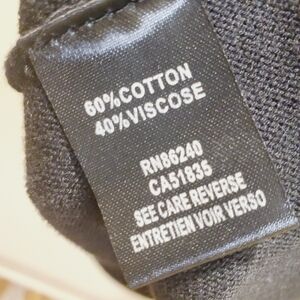 60%COTTON
40%VISCOSE
RN86240
CA51835
SEE CARE REVERSE
ENTRETIEN VOIR VERSO